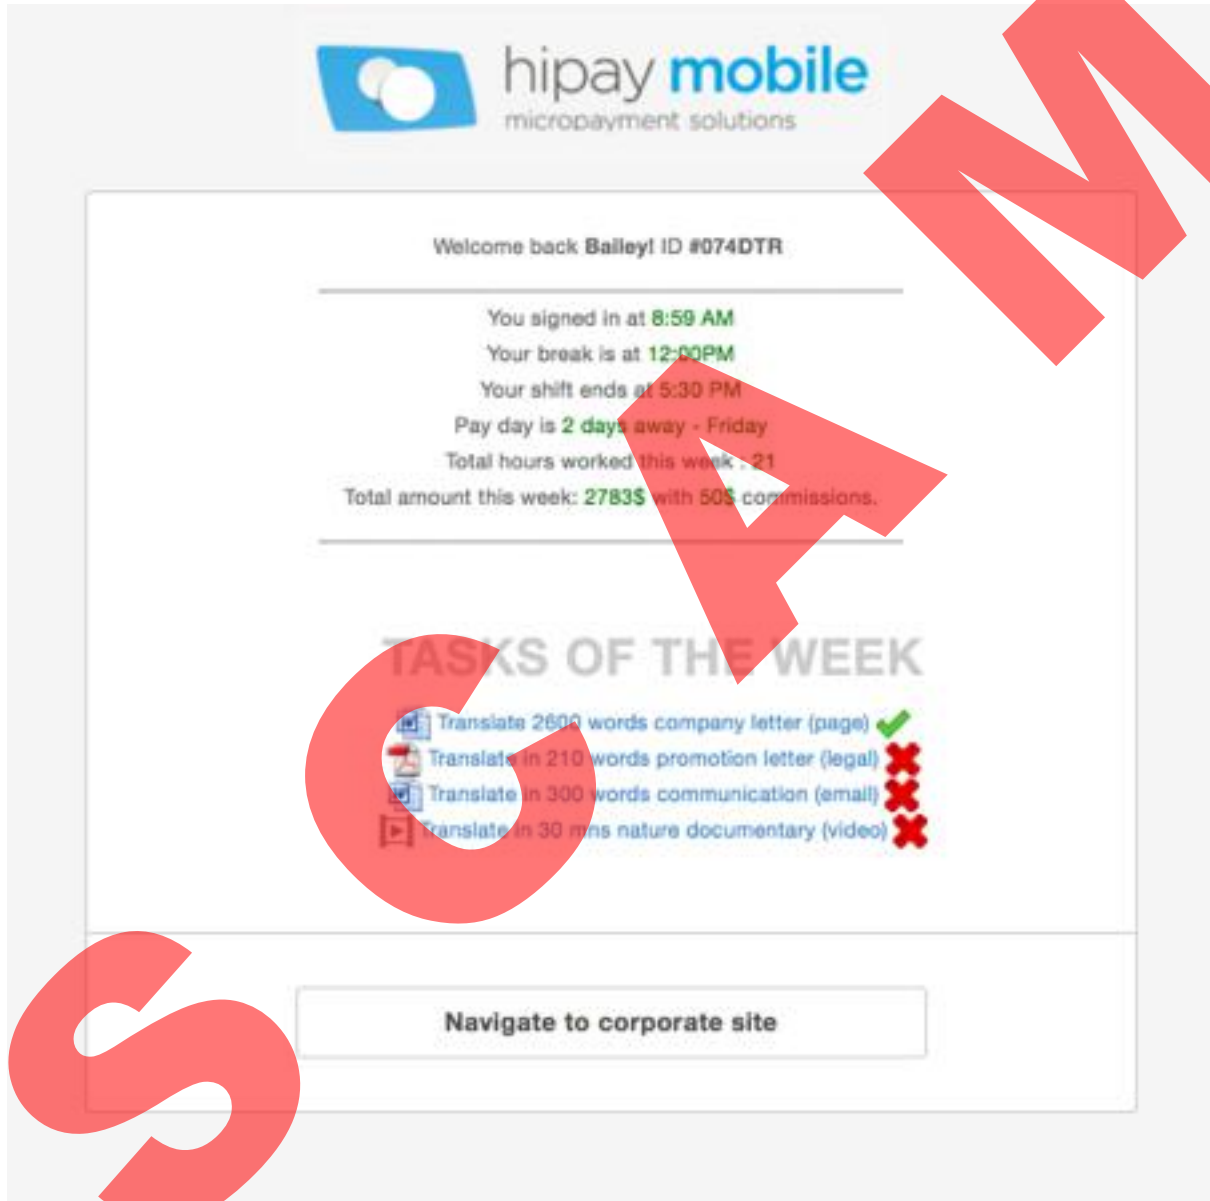 hipay mobile
micropayment solutions
Welcome back Bailey! ID #074DTR
You signed in at 8:59 AM
Your break is at 12:00PM
Your shift ends at 5:30 PM
Pay day is 2 days away - Friday
Total hours worked this week : 21
Total amount this week: 2783$ with 50$ commissions.
TASKS OF THE WEEK
Translate 2600 words company letter (page)
Translate in 210 words promotion letter (legal)
Translate in 300 words communication (email)
Translate in 30 mns nature documentary (video)
Navigate to corporate site
SCAM